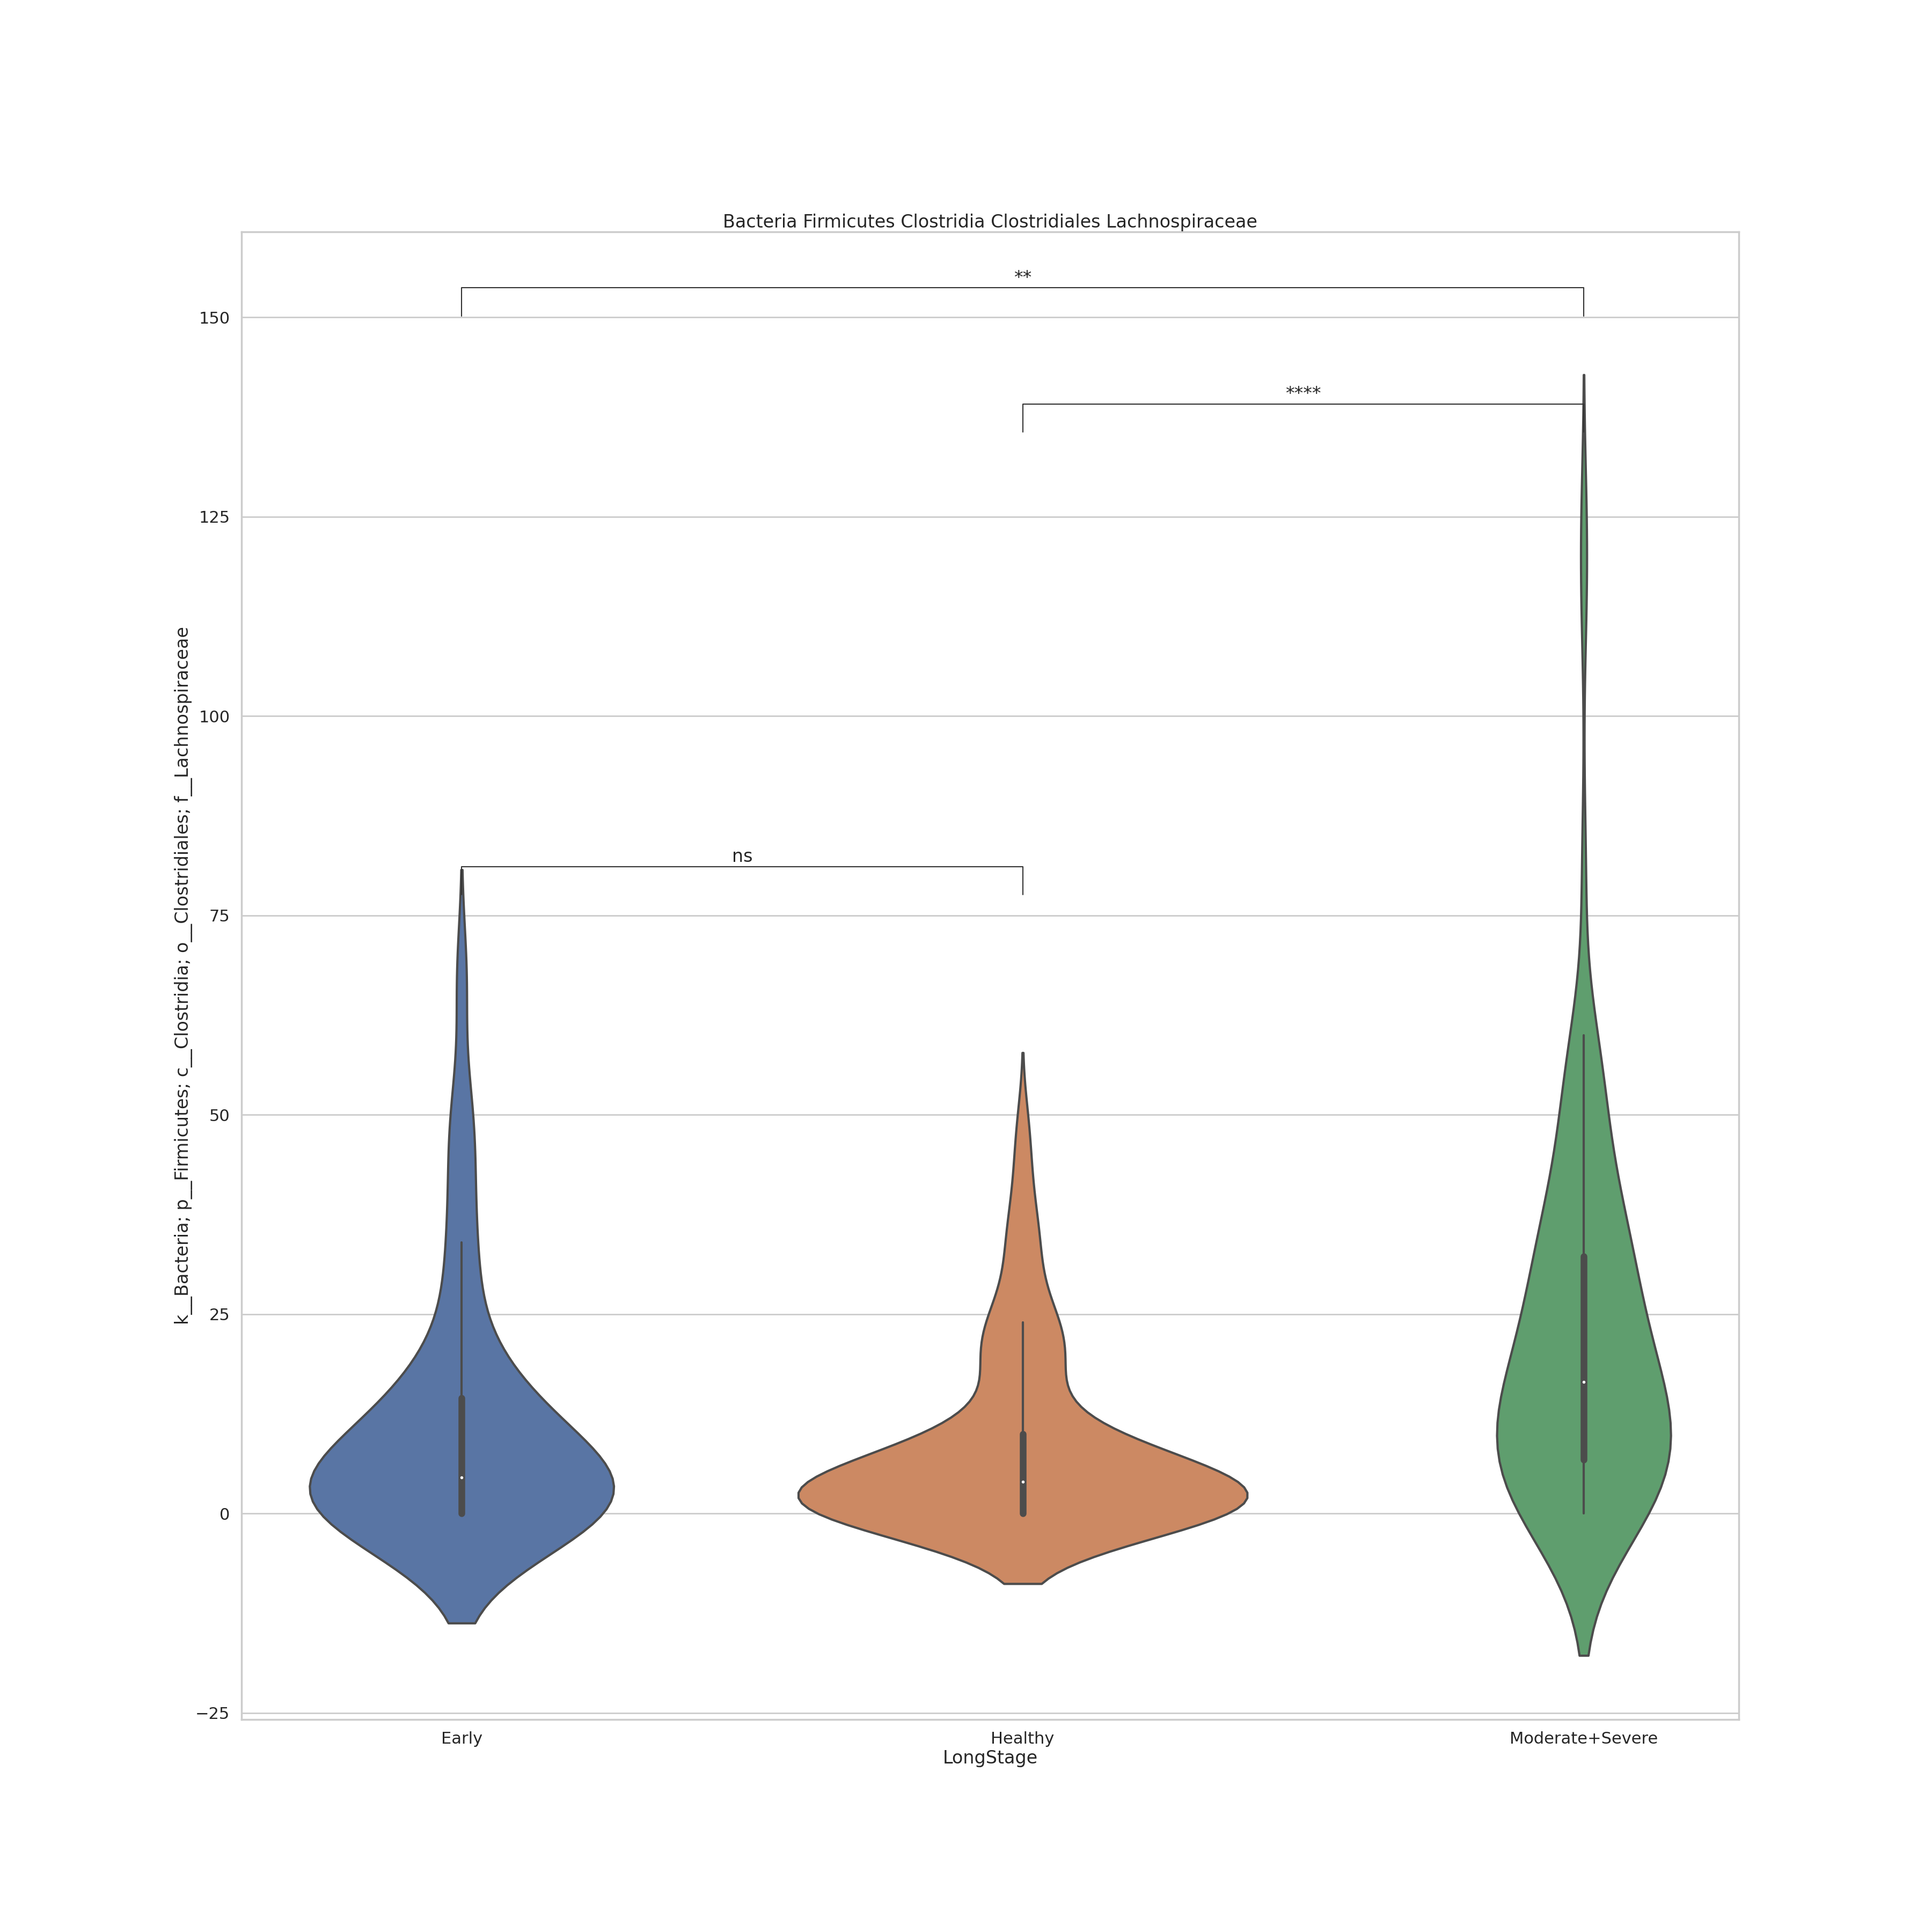 Bacteria Firmicutes Clostridia Clostridiales Lachnospiraceae
**
150
****
125
100
ns
75
50
25
0
−25
k__Bacteria; p__Firmicutes; c__Clostridia; o__Clostridiales; f__Lachnospiraceae
Early Healthy Moderate+Severe
LongStage